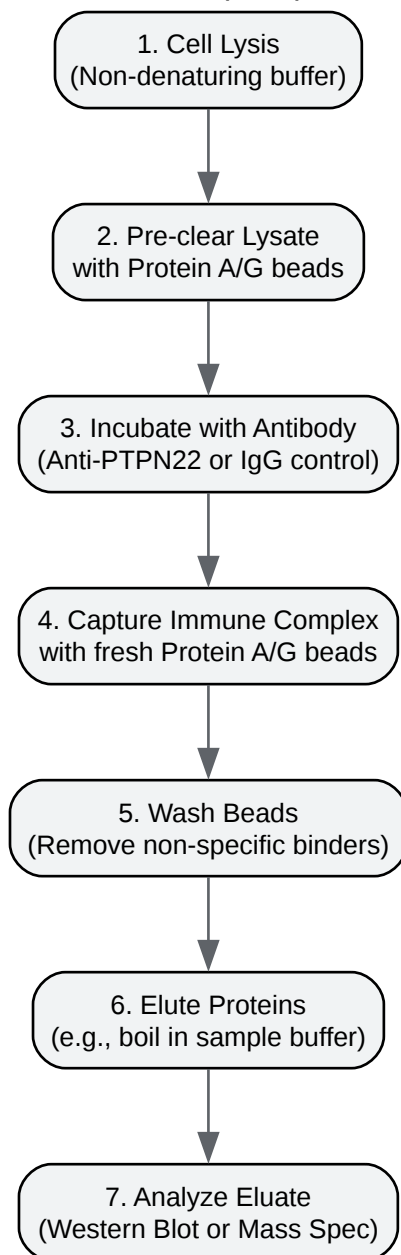 1. Cell Lysis
(Non-denaturing buffer)
2. Pre-clear Lysate
with Protein A/G beads
3. Incubate with Antibody
(Anti-PTPN22 or IgG control)
4. Capture Immune Complex
with fresh Protein A/G beads
5. Wash Beads
(Remove non-specific binders)
6. Elute Proteins
(e.g., boil in sample buffer)
7. Analyze Eluate
(Western Blot or Mass Spec)